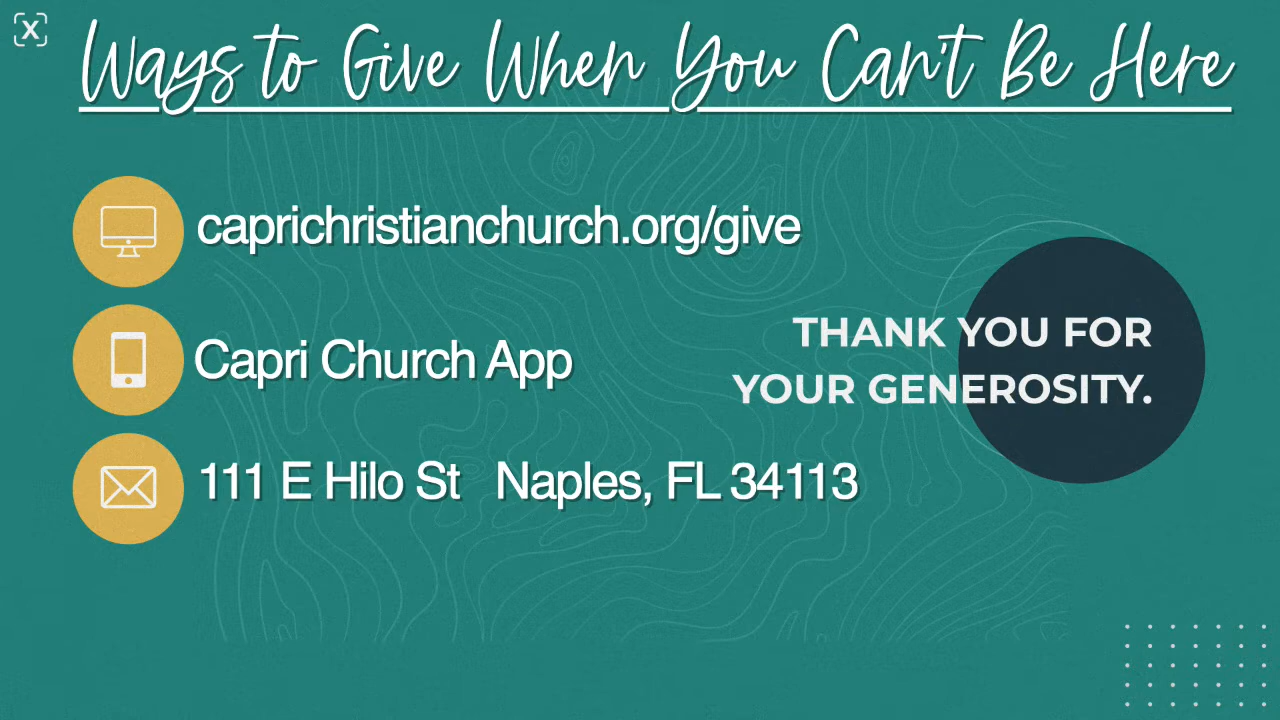 X
Ways to Give When You Can't Be Here
caprichristianchurch.org/give
Capri Church App
111 E Hilo St Naples, FL 34113
THANK YOU FOR
YOUR GENEROSITY.